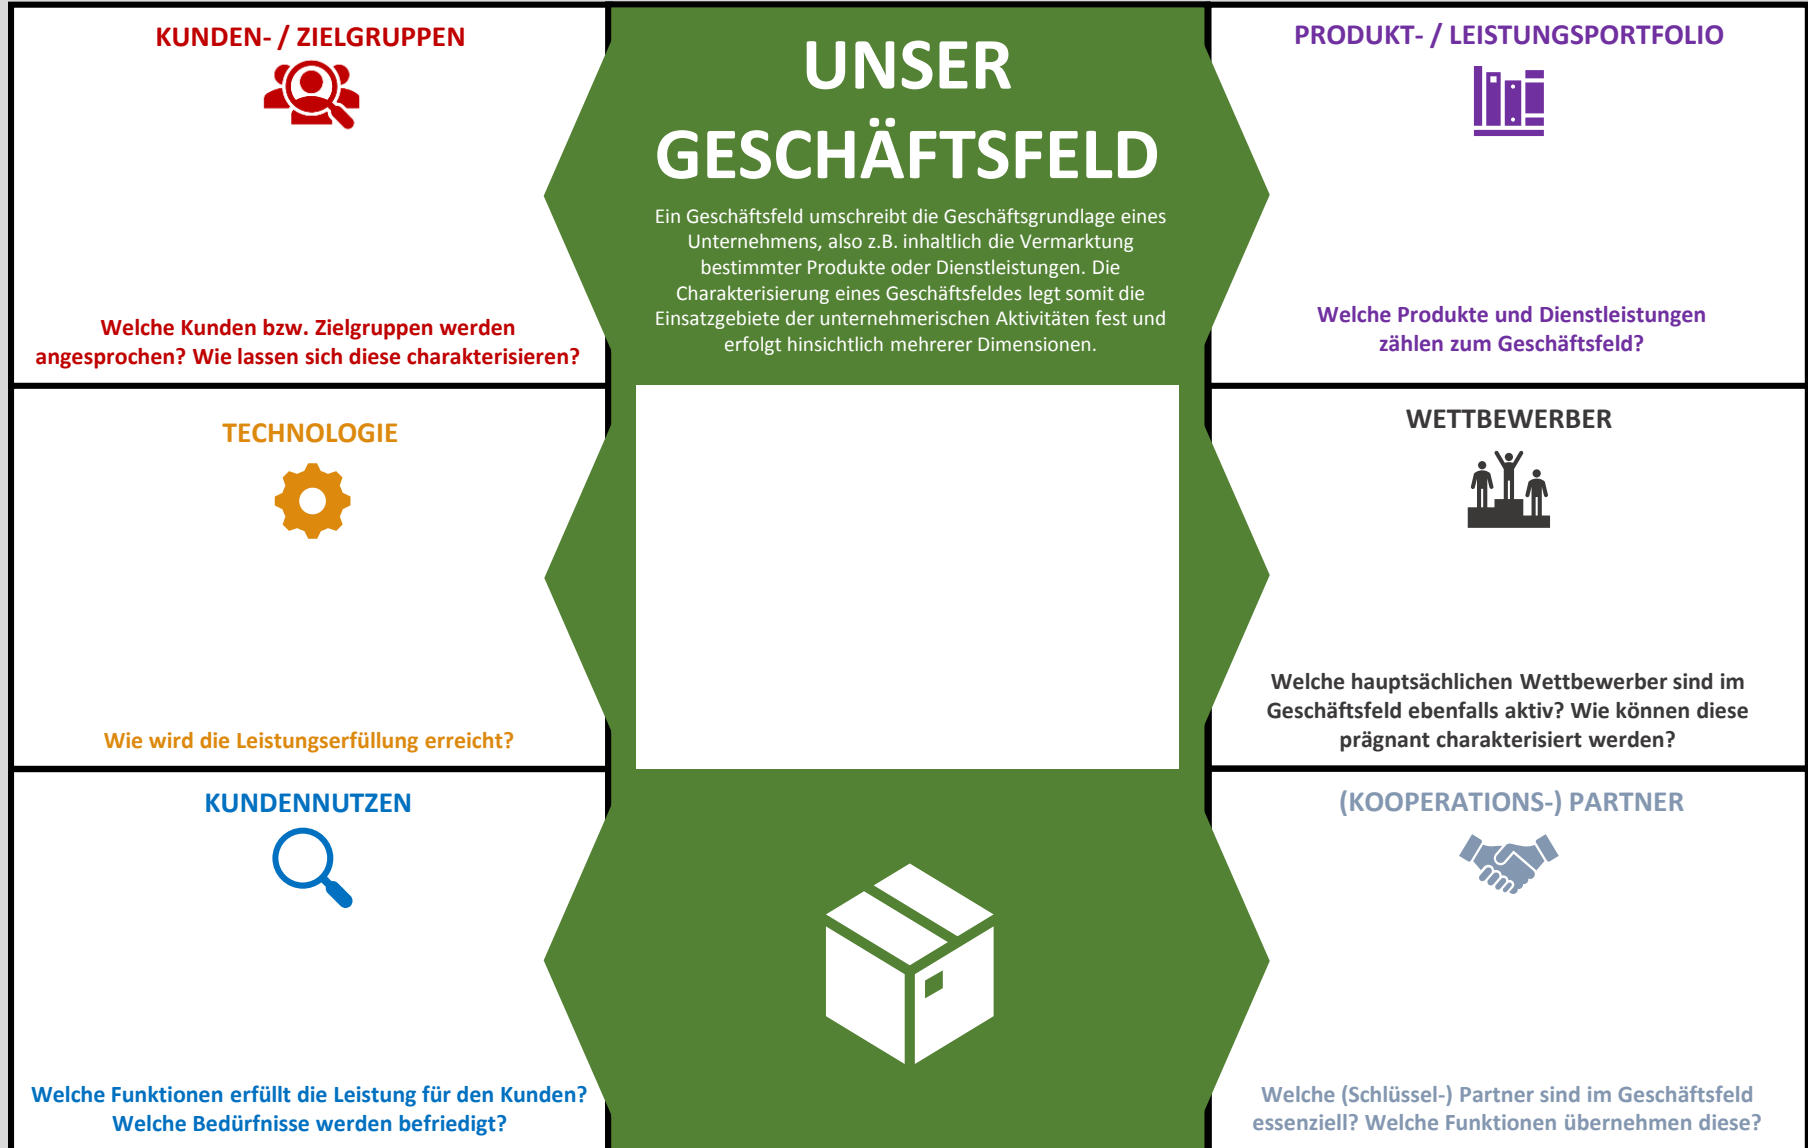 KUNDEN- / ZIELGRUPPEN
Welche Kunden bzw. Zielgruppen werden
angesprochen? Wie lassen sich diese charakterisieren?
TECHNOLOGIE
Wie wird die Leistungserfüllung erreicht?
KUNDENNUTZEN
Welche Funktionen erfüllt die Leistung für den Kunden?
Welche Bedürfnisse werden befriedigt?
UNSER
GESCHÄFTSFELD
Ein Geschäftsfeld umschreibt die Geschäftsgrundlage eines
Unternehmens, also z.B. inhaltlich die Vermarktung
bestimmter Produkte oder Dienstleistungen. Die
Charakterisierung eines Geschäftsfeldes legt somit die
Einsatzgebiete der unternehmerischen Aktivitäten fest und
erfolgt hinsichtlich mehrerer Dimensionen.
PRODUKT- / LEISTUNGSPORTFOLIO
Welche Produkte und Dienstleistungen
zählen zum Geschäftsfeld?
WETTBEWERBER
Welche hauptsächlichen Wettbewerber sind im
Geschäftsfeld ebenfalls aktiv? Wie können diese
prägnant charakterisiert werden?
(KOOPERATIONS-) PARTNER
Welche (Schlüssel-) Partner sind im Geschäftsfeld
essenziell? Welche Funktionen übernehmen diese?